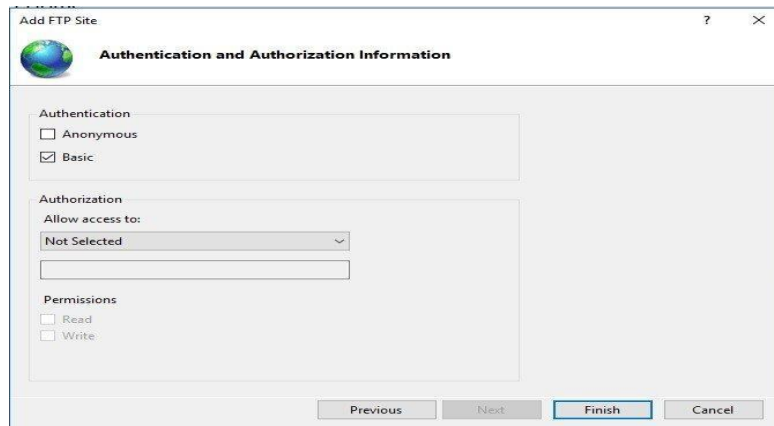 Add FTP Site
?
Authentication and Authorization Information
Authentication
Anonymous
Basic
Authorization
Allow access to:
Not Selected
Permissions
Read
Write
Previous Next Finish Cancel